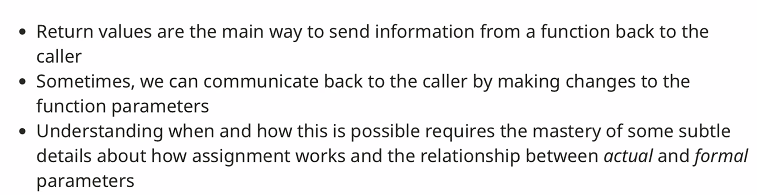 • Return values are the main way to send information from a function back to the
caller
• Sometimes, we can communicate back to the caller by making changes to the
function parameters
• Understanding when and how this is possible requires the mastery of some subtle
details about how assignment works and the relationship between actual and formal
parameters